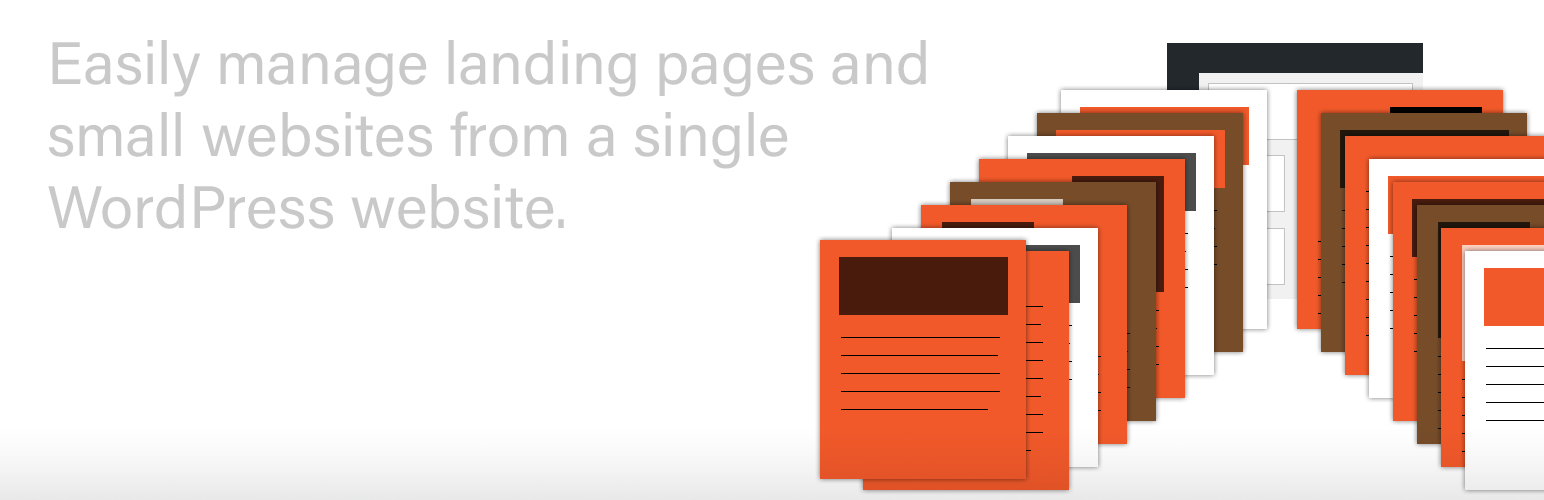 Easily manage landing pages and
small websites from a single
WordPress website.